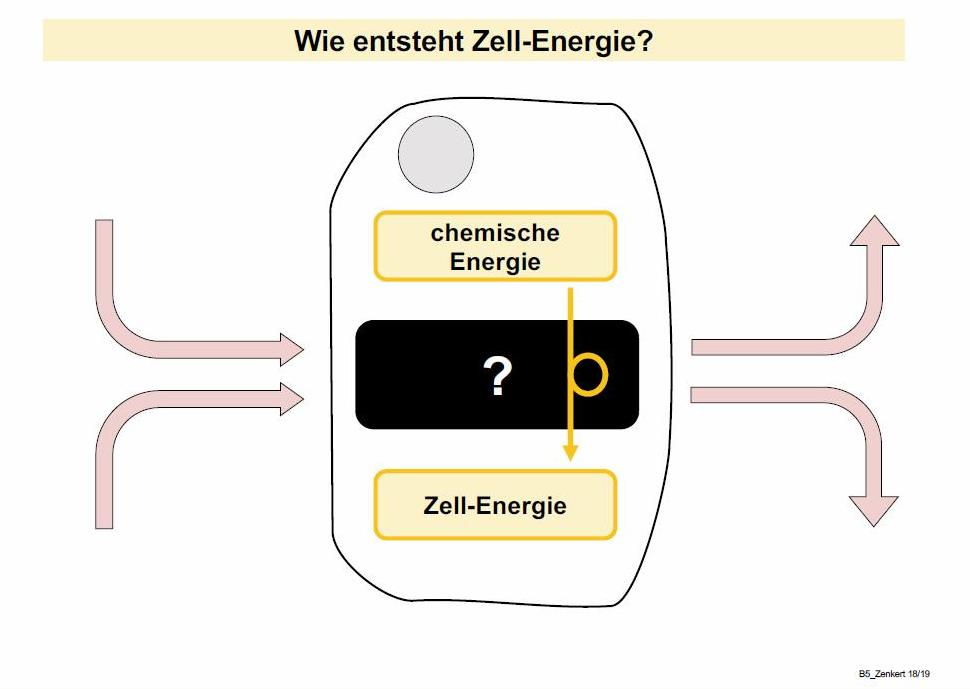 Wie entsteht Zell-Energie?
chemische
Energie
?
Zell-Energie
B5_Zenkert 18/19